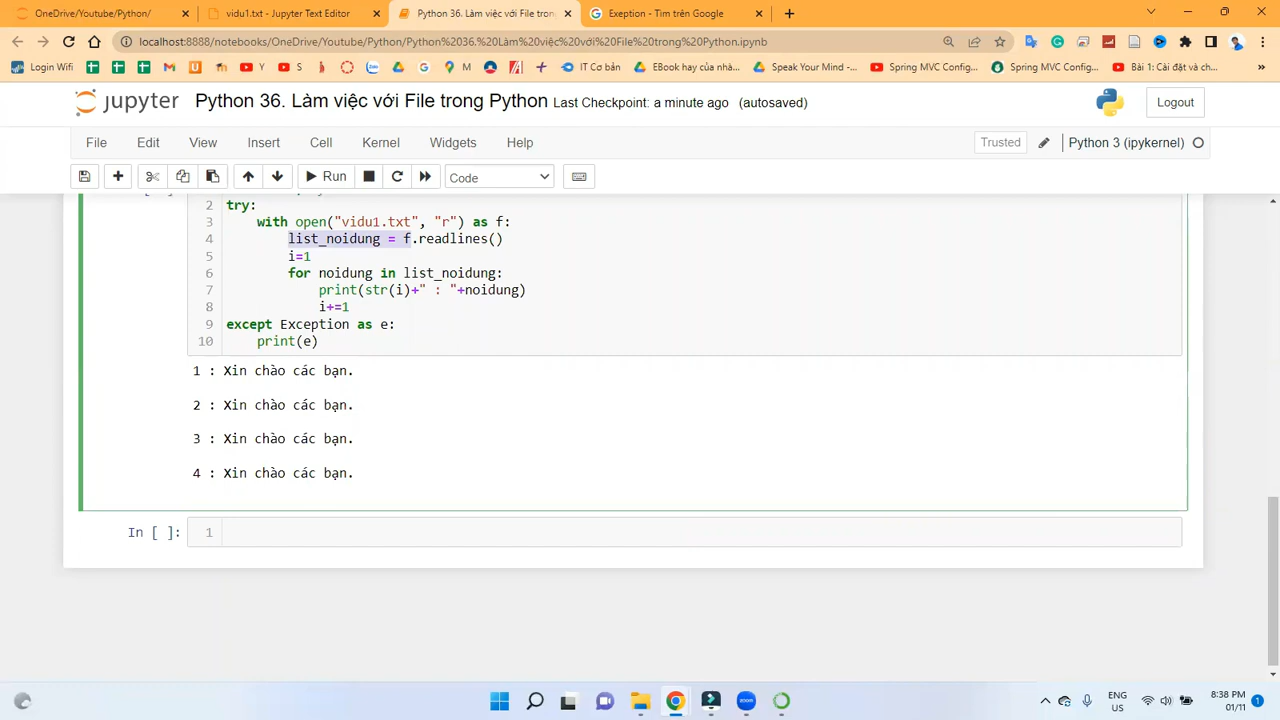 OneDrive/Youtube/Python/
vidu1.txt - Jupyter Text Editor
Python 36. Làm việc với File tron
Exeption - Tìm trên Google
localhost:8888/notebooks/OneDrive/Youtube/Python/Python%2036.%20Làm%20việc%20với%20File%20trong%20Python.ipynb
Login Wifi
Y
S
M
IT Cơ bản
EBook hay của nhà...
Speak Your Mind -...
Spring MVC Config...
Spring MVC Config...
Bài 1: Cài đặt và ch...
jupyter
Python 36. Làm việc với File trong Python
Last Checkpoint: a minute ago (autosaved)
Logout
File
Edit
View
Insert
Cell
Kernel
Widgets
Help
Trusted
Python 3 (ipykernel)
Run
Code
2 try:
3 with open("vidu1.txt", "r") as f:
4 list_noidung = f.readlines()
5 i=1
6 for noidung in list_noidung:
7 print(str(i)+" : "+noidung)
8 i+=1
9 except Exception as e:
10 print(e)
1 : Xin chào các bạn.
2 : Xin chào các bạn.
3 : Xin chào các bạn.
4 : Xin chào các bạn.
In [ ]:
1
zoom
ENG
US
8:38 PM
01/11
1